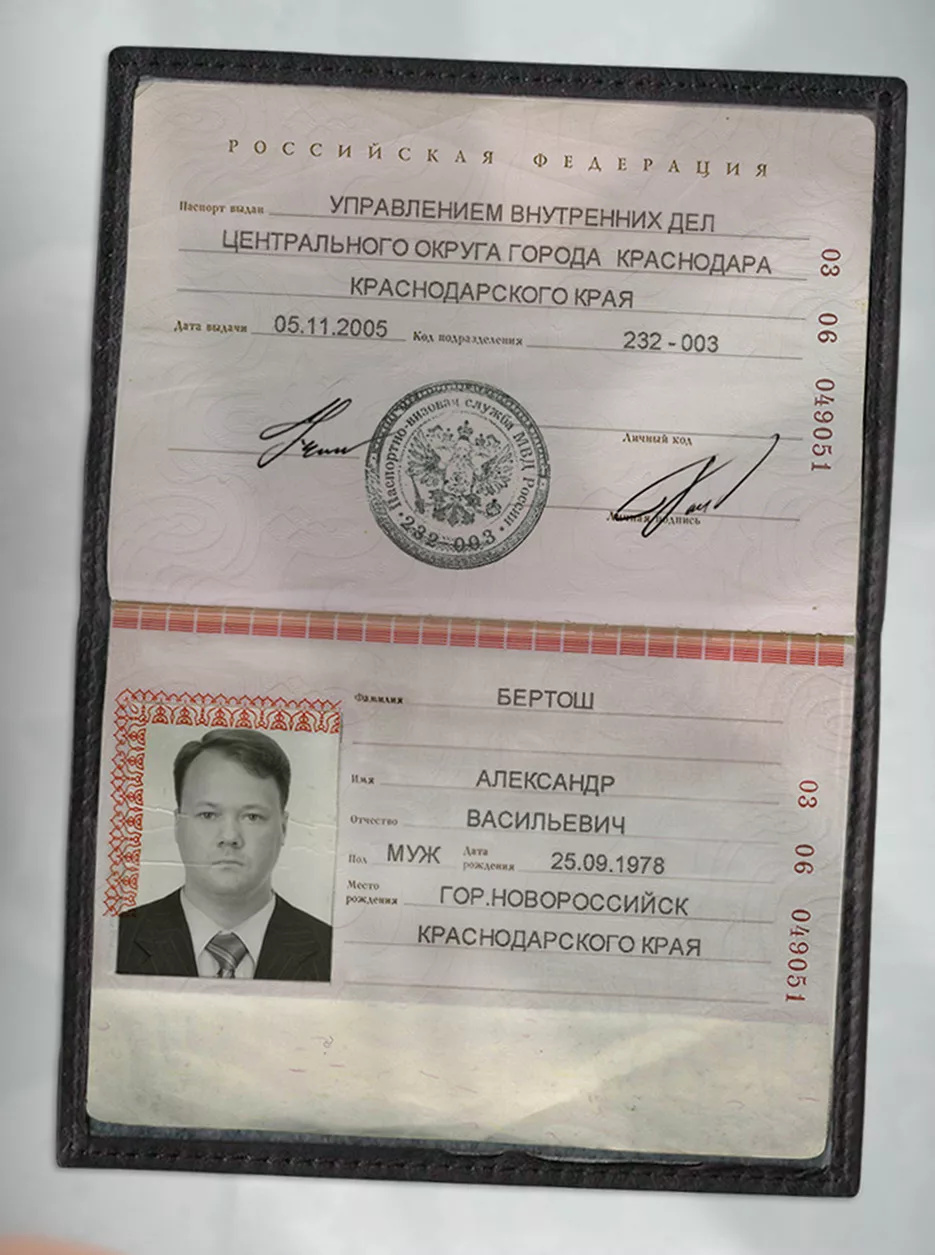 РОССИЙСКАЯ ФЕДЕРАЦИЯ
Паспорт выдан УПРАВЛЕНИЕМ ВНУТРЕННИХ ДЕЛ
ЦЕНТРАЛЬНОГО ОКРУГА ГОРОДА КРАСНОДАРА
КРАСНОДАРСКОГО КРАЯ
Дата выдачи 05.11.2005 Код подразделения 232 - 003
03 06 049051
Паспортно-визовая служба МВД России
232-003
Личный код
Личная подпись
Фамилия БЕРТОШ
Имя АЛЕКСАНДР
Отчество ВАСИЛЬЕВИЧ
Пол МУЖ Дата рождения 25.09.1978
Место рождения ГОР.НОВОРОССИЙСК
КРАСНОДАРСКОГО КРАЯ
03 06 049051